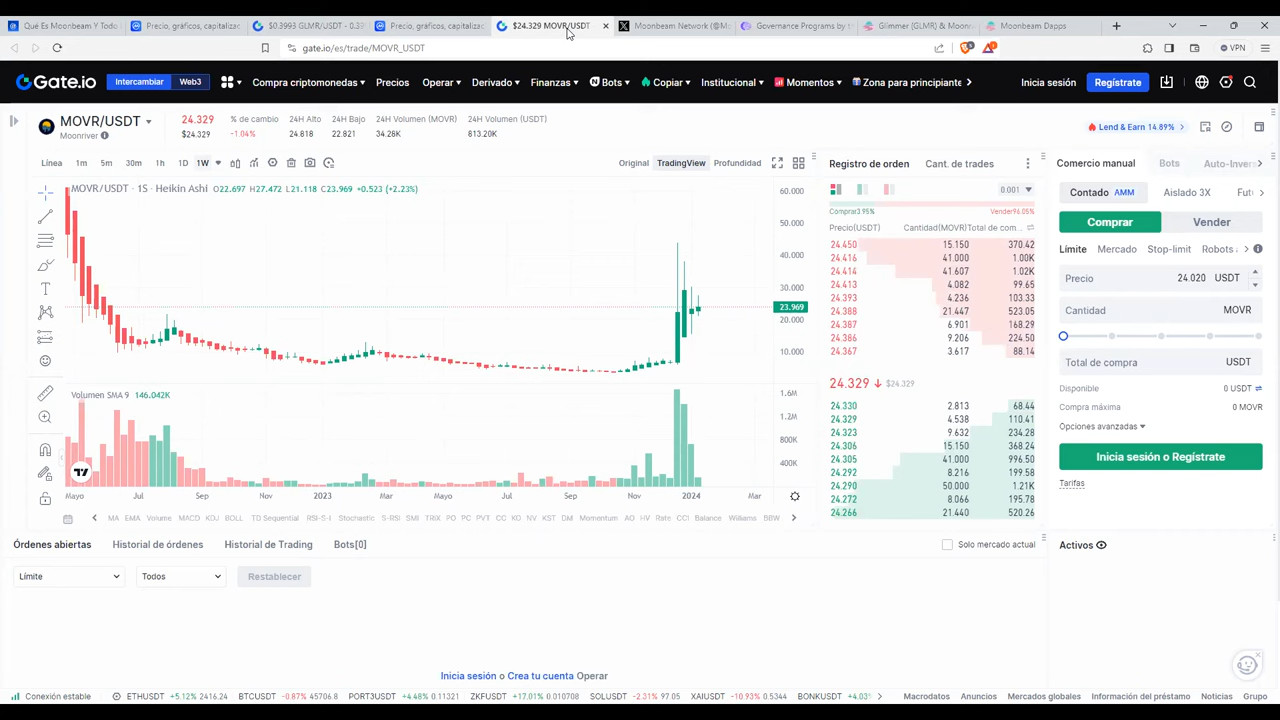 Qué Es Moonbeam Y Todo
Precio, gráficos, capitalizac
$0.3993 GLMR/USDT - 0.39
Precio, gráficos, capitalizac
$24.329 MOVR/USDT
Moonbeam Network (@Mo
Governance Programs by
Glimmer (GLMR) & Moon
Moonbeam Dapps
gate.io/es/trade/MOVR_USDT
VPN
Gate.io
Intercambiar
Web3
Compra criptomonedas
Precios
Operar
Derivado
Finanzas
Bots
Copiar
Institucional
Momentos
Zona para principiante
Inicia sesión
Regístrate
MOVR/USDT
Moonriver
24.329
$24.329
% de cambio
-1.04%
24H Alto
24.818
24H Bajo
22.821
24H Volumen (MOVR)
34.28K
24H Volumen (USDT)
813.20K
Lend & Earn 14.89%
Línea 1m 5m 30m 1h 1D 1W
Original TradingView Profundidad
MOVR/USDT · 1S · Heikin Ashi O22.697 H27.472 L21.118 C23.969 +0.523 (+2.23%)
60.000
50.000
40.000
30.000
23.969
20.000
10.000
Volumen SMA 9 146.042K
1.6M
1.2M
800K
400K
Mayo Jul Sep Nov 2023 Mar Mayo Jul Sep Nov 2024 Mar
MA EMA Volume MACD KDJ BOLL TD Sequential RSI-S-I Stochastic S-RSI SMI TRIX PO PC PVT CC KO NV KST DM Momentum AO HV Rate CCI Balance Williams BBW
Registro de orden Cant. de trades
0.001
Comprar3.95% Vender96.05%
Precio(USDT) Cantidad(MOVR) Total de com...
24.450 15.150 370.42
24.416 41.000 1.00K
24.414 41.607 1.02K
24.413 4.082 99.65
24.393 4.236 103.33
24.388 21.447 523.05
24.387 6.901 168.29
24.386 9.206 224.50
24.367 3.617 88.14
24.329 $24.329
24.330 2.813 68.44
24.329 4.538 110.41
24.323 9.632 234.28
24.306 15.150 368.24
24.305 41.000 996.50
24.292 8.216 199.58
24.290 50.000 1.21K
24.272 8.066 195.78
24.266 21.440 520.26
Comercio manual Bots Auto-Invers
Contado AMM Aislado 3X Fut
Comprar Vender
Límite Mercado Stop-limit Robots
Precio 24.020 USDT
Cantidad MOVR
Total de compra USDT
Disponible 0 USDT
Compra máxima 0 MOVR
Opciones avanzadas
Inicia sesión o Regístrate
Tarifas
Órdenes abiertas Historial de órdenes Historial de Trading Bots[0]
Solo mercado actual
Activos
Límite Todos Restablecer
Inicia sesión o Crea tu cuenta Operar
Conexión estable ETHUSDT +5.12% 2416.24 BTCUSDT -0.87% 45706.8 PORT3USDT +4.48% 0.11321 ZKFUSDT +17.01% 0.010708 SOLUSDT -2.31% 97.05 XAIUSDT -10.93% 0.5344 BONKUSDT +4.03%
Macrodatos Anuncios Mercados globales Información del préstamo Noticias Grupo